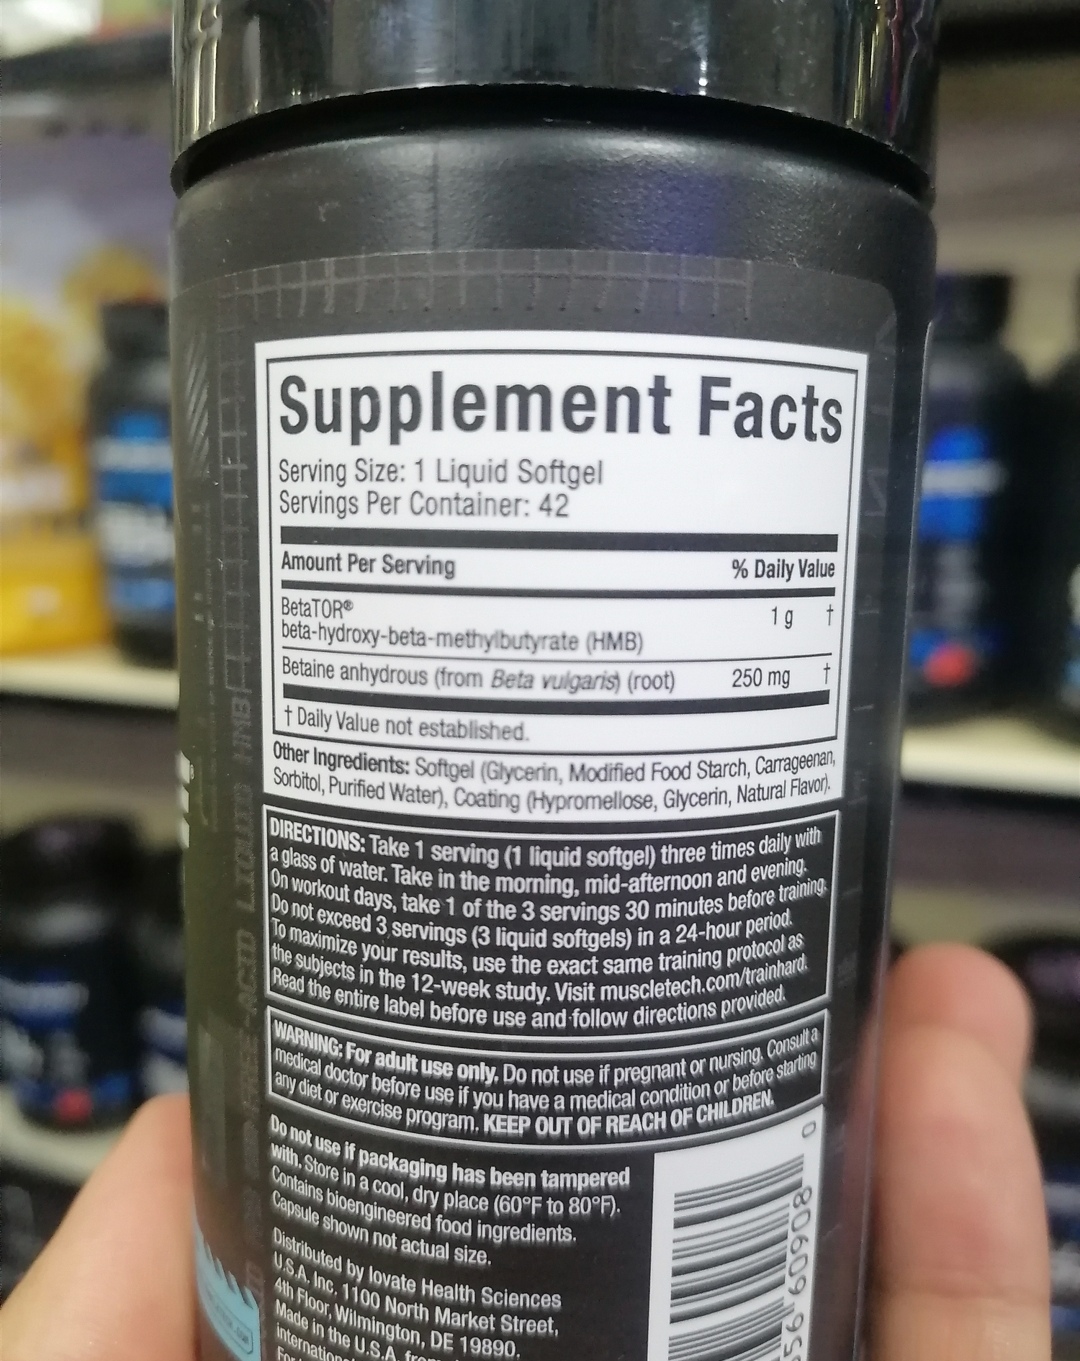 Supplement Facts
Serving Size: 1 Liquid Softgel
Servings Per Container: 42
Amount Per Serving % Daily Value
BetaTOR® 1 g †
beta-hydroxy-beta-methylbutyrate (HMB)
Betaine anhydrous (from Beta vulgaris) (root) 250 mg †
† Daily Value not established.
Other Ingredients: Softgel (Glycerin, Modified Food Starch, Carrageenan,
Sorbitol, Purified Water), Coating (Hypromellose, Glycerin, Natural Flavor).
DIRECTIONS: Take 1 serving (1 liquid softgel) three times daily with
a glass of water. Take in the morning, mid-afternoon and evening.
On workout days, take 1 of the 3 servings 30 minutes before training.
Do not exceed 3 servings (3 liquid softgels) in a 24-hour period.
To maximize your results, use the exact same training protocol as
the subjects in the 12-week study. Visit muscletech.com/trainhard.
Read the entire label before use and follow directions provided.
WARNING: For adult use only. Do not use if pregnant or nursing. Consult a
medical doctor before use if you have a medical condition or before starting
any diet or exercise program. KEEP OUT OF REACH OF CHILDREN.
Do not use if packaging has been tampered
with. Store in a cool, dry place (60°F to 80°F).
Contains bioengineered food ingredients.
Capsule shown not actual size.
Distributed by Iovate Health Sciences
U.S.A. Inc. 1100 North Market Street,
4th Floor, Wilmington, DE 19890.
Made in the U.S.A. from
0
60908
LIQUID HMB
FREE-ACID